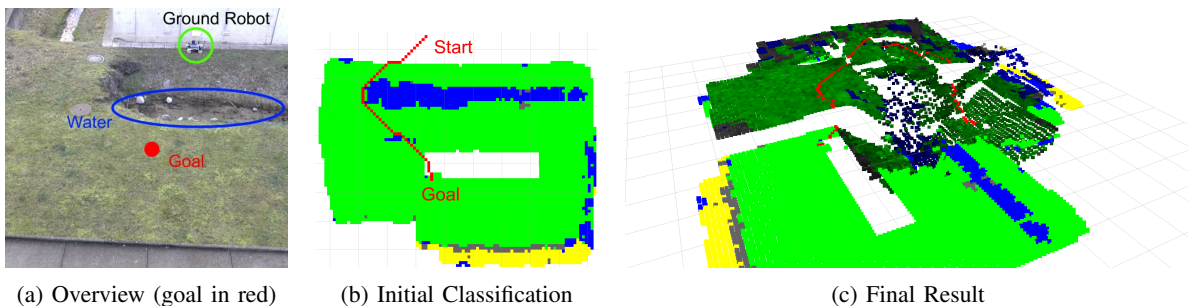 Ground Robot
Water
Goal
Start
Goal
(a) Overview (goal in red)
(b) Initial Classification
(c) Final Result